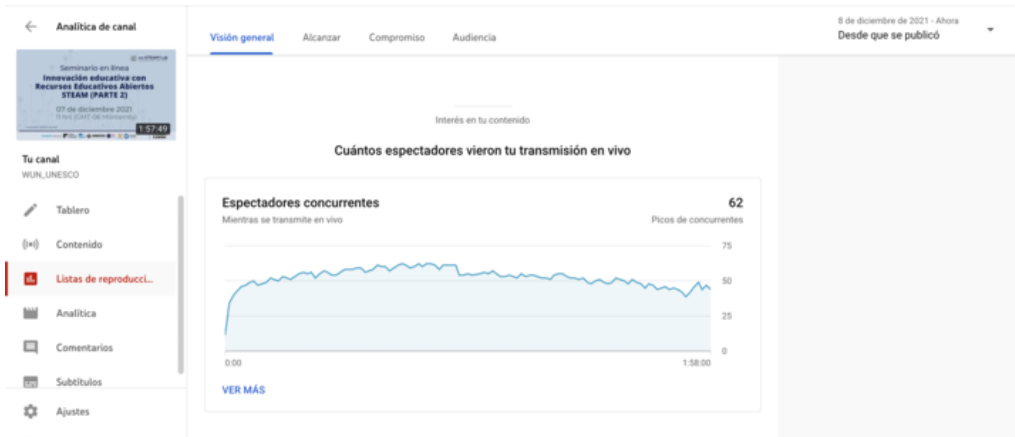 Analítica de canal
Seminario en línea
Innovación educativa con
Recursos Educativos Abiertos
STEAM (PARTE 2)
07 de diciembre 2021
1:57:49
Tu canal
WUN_UNESCO
Tablero
Contenido
Listas de reproducci...
Analítica
Comentarios
Subtítulos
Ajustes
Visión general
Alcanzar
Compromiso
Audiencia
8 de diciembre de 2021 - Ahora
Desde que se publicó
Interés en tu contenido
Cuántos espectadores vieron tu transmisión en vivo
Espectadores concurrentes
Mientras se transmite en vivo
62
Picos de concurrentes
75
50
25
0
0:00
1:58:00
VER MÁS